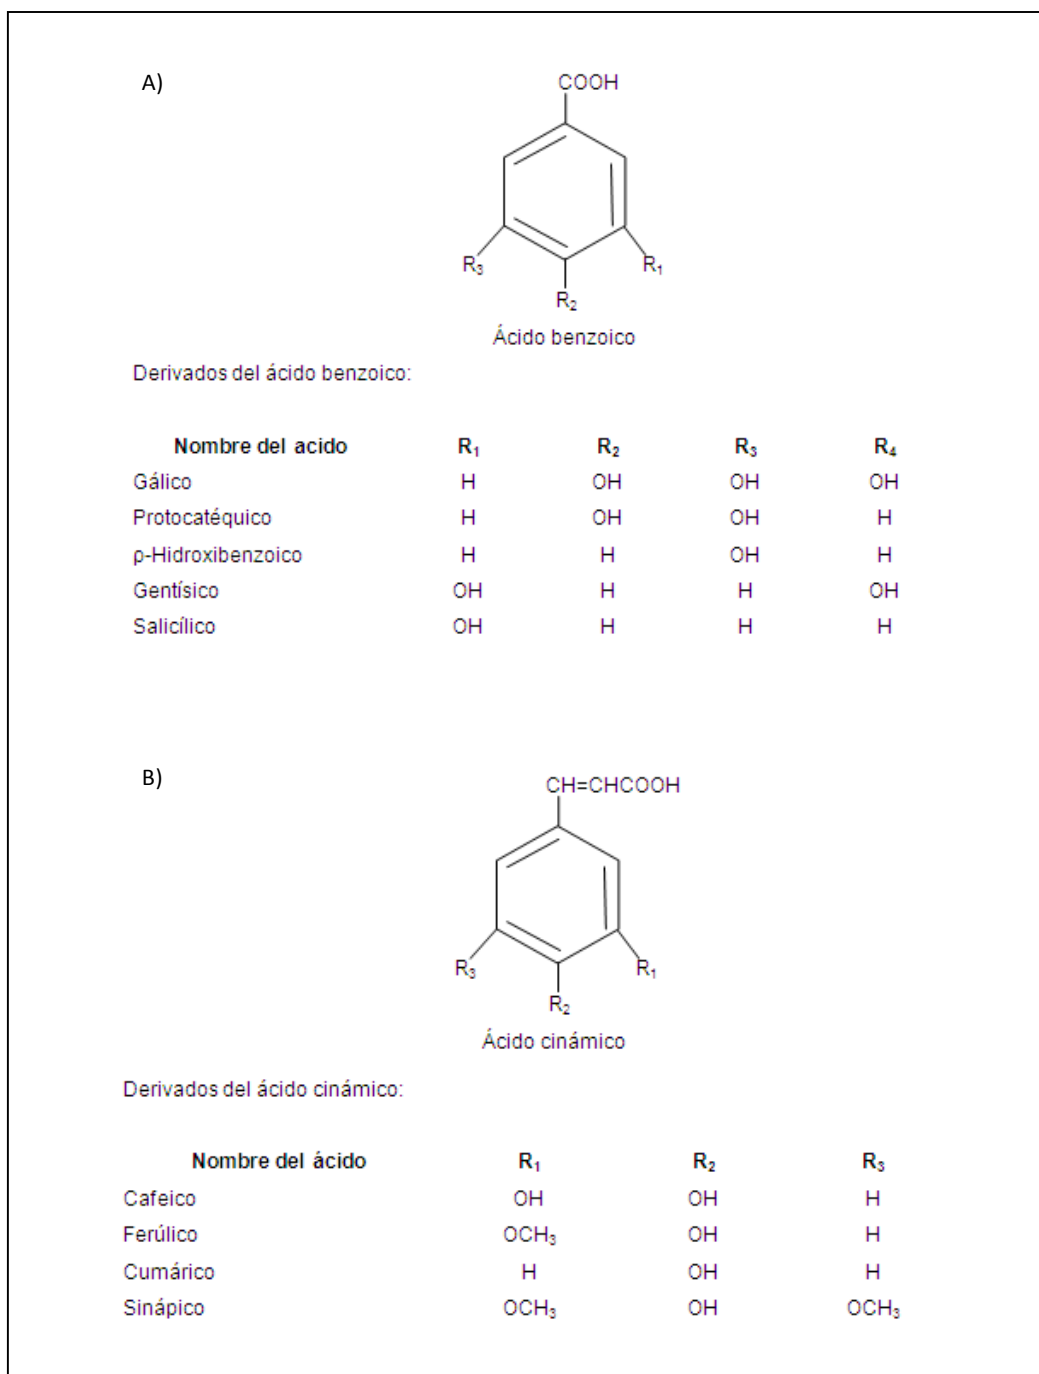 A)
COOH
R₃
R₁
R₂
Ácido benzoico
Derivados del ácido benzoico:
Nombre del acido R₁ R₂ R₃ R₄
Gálico H OH OH OH
Protocatéquico H OH OH H
ρ-Hidroxibenzoico H H OH H
Gentísico OH H H OH
Salicílico OH H H H
B)
CH=CHCOOH
R₃
R₁
R₂
Ácido cinámico
Derivados del ácido cinámico:
Nombre del ácido R₁ R₂ R₃
Cafeico OH OH H
Ferúlico OCH₃ OH H
Cumárico H OH H
Sinápico OCH₃ OH OCH₃